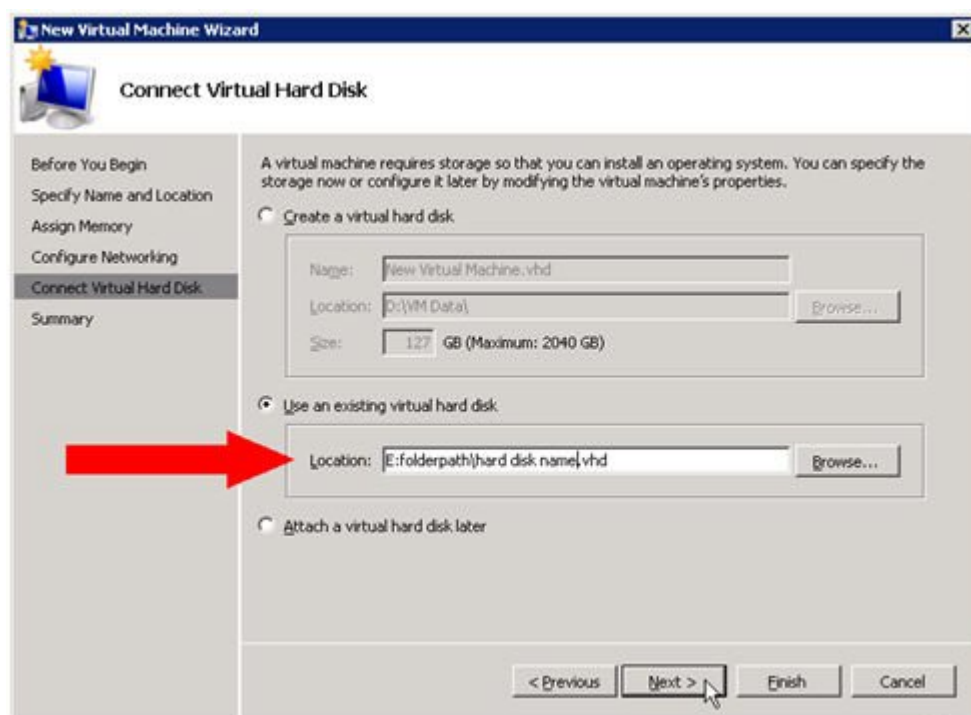 New Virtual Machine Wizard
Connect Virtual Hard Disk
Before You Begin
Specify Name and Location
Assign Memory
Configure Networking
Connect Virtual Hard Disk
Summary
A virtual machine requires storage so that you can install an operating system. You can specify the
storage now or configure it later by modifying the virtual machine's properties.
Create a virtual hard disk
Name: New Virtual Machine.vhd
Location: D:\VM Data\ Browse...
Size: 127 GB (Maximum: 2040 GB)
Use an existing virtual hard disk
Location: E:folderpath\hard disk name.vhd Browse...
Attach a virtual hard disk later
< Previous Next > Finish Cancel